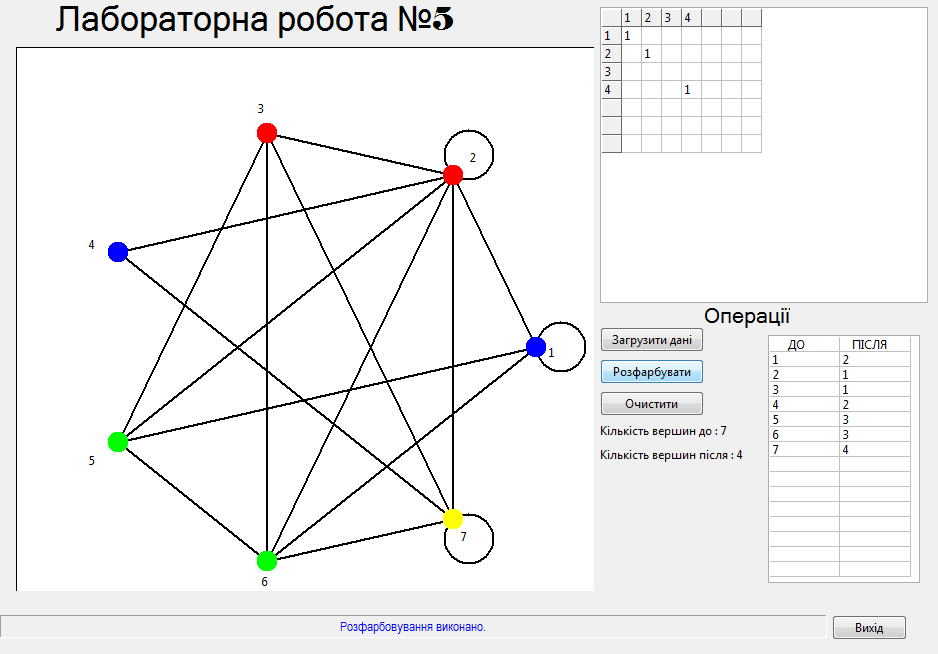 Лабораторна робота №5
1 2 3 4
1 1
2 1
3
4 1
3
2
4
1
5
7
6
Операції
Загрузити дані
Розфарбувати
Очистити
Кількість вершин до : 7
Кількість вершин після : 4
ДО ПІСЛЯ
1 2
2 1
3 1
4 2
5 3
6 3
7 4
Розфарбовування виконано.
Вихід